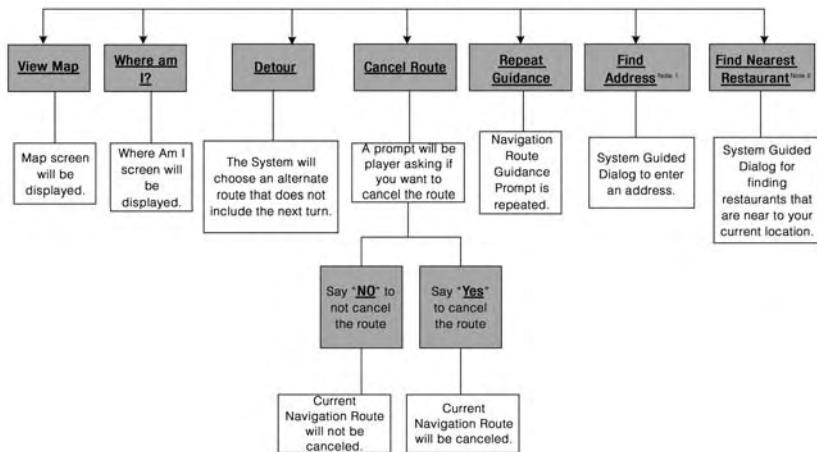 View Map
Where am
I?
Detour
Cancel Route
Repeat
Guidance
Find
Address Note 1
Find Nearest
Restaurant
Map screen
will be
displayed.
Where Am I
screen will
be
displayed.
The System will
choose an alternate
route that does not
include the next turn.
A prompt will be
player asking if
you want to
cancel the route
Navigation
Route
Guidance
Prompt is
repeated.
System Guided
Dialog to enter
an address.
System Guided
Dialog for
finding
restaurants that
are near to your
current location.
Say "NO" to
not cancel
the route
Say "Yes"
to cancel
the route
Current
Navigation Route
will not be
canceled.
Current
Navigation Route
will be canceled.